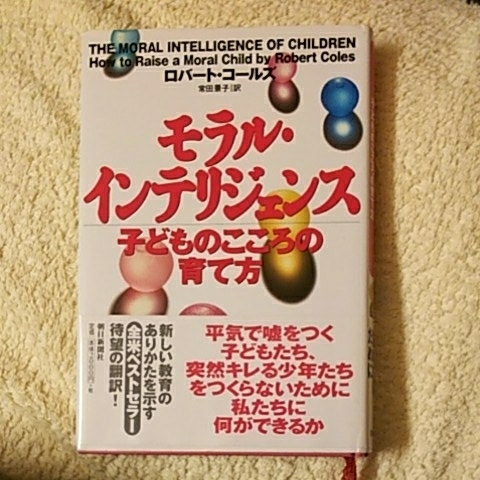 THE MORAL INTELLIGENCE OF CHILDREN
How to Raise a Moral Child by Robert Coles
ロバート・コールズ
常田景子 訳
モラル・
インテリジェンス
子どものこころの
育て方
平気で嘘をつく
子どもたち、
突然キレる少年たち
をつくらないために
私たちに
何ができるか
新しい教育の
ありかたを示す
全米ベストセラー
待望の翻訳!
朝日新聞社